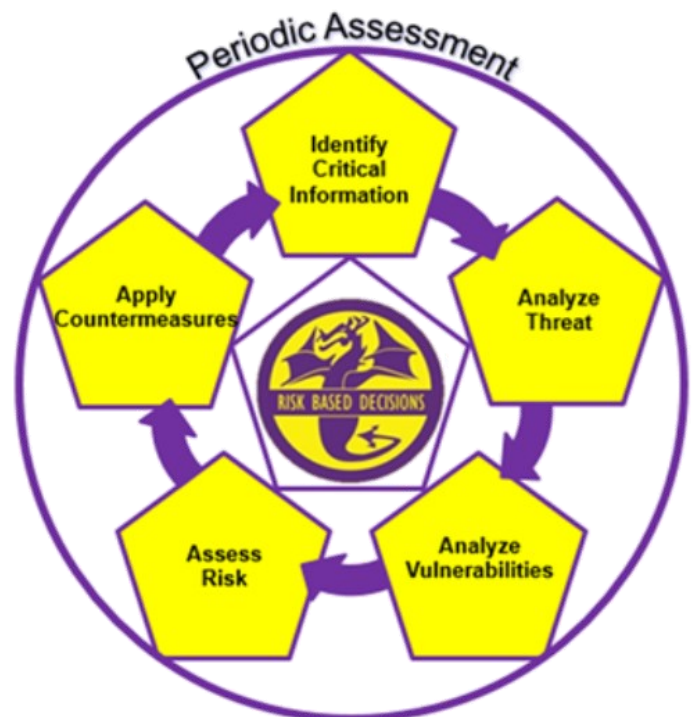 Periodic Assessment
Identify
Critical
Information
Analyze
Threat
Analyze
Vulnerabilities
Assess
Risk
Apply
Countermeasures
RISK BASED DECISIONS